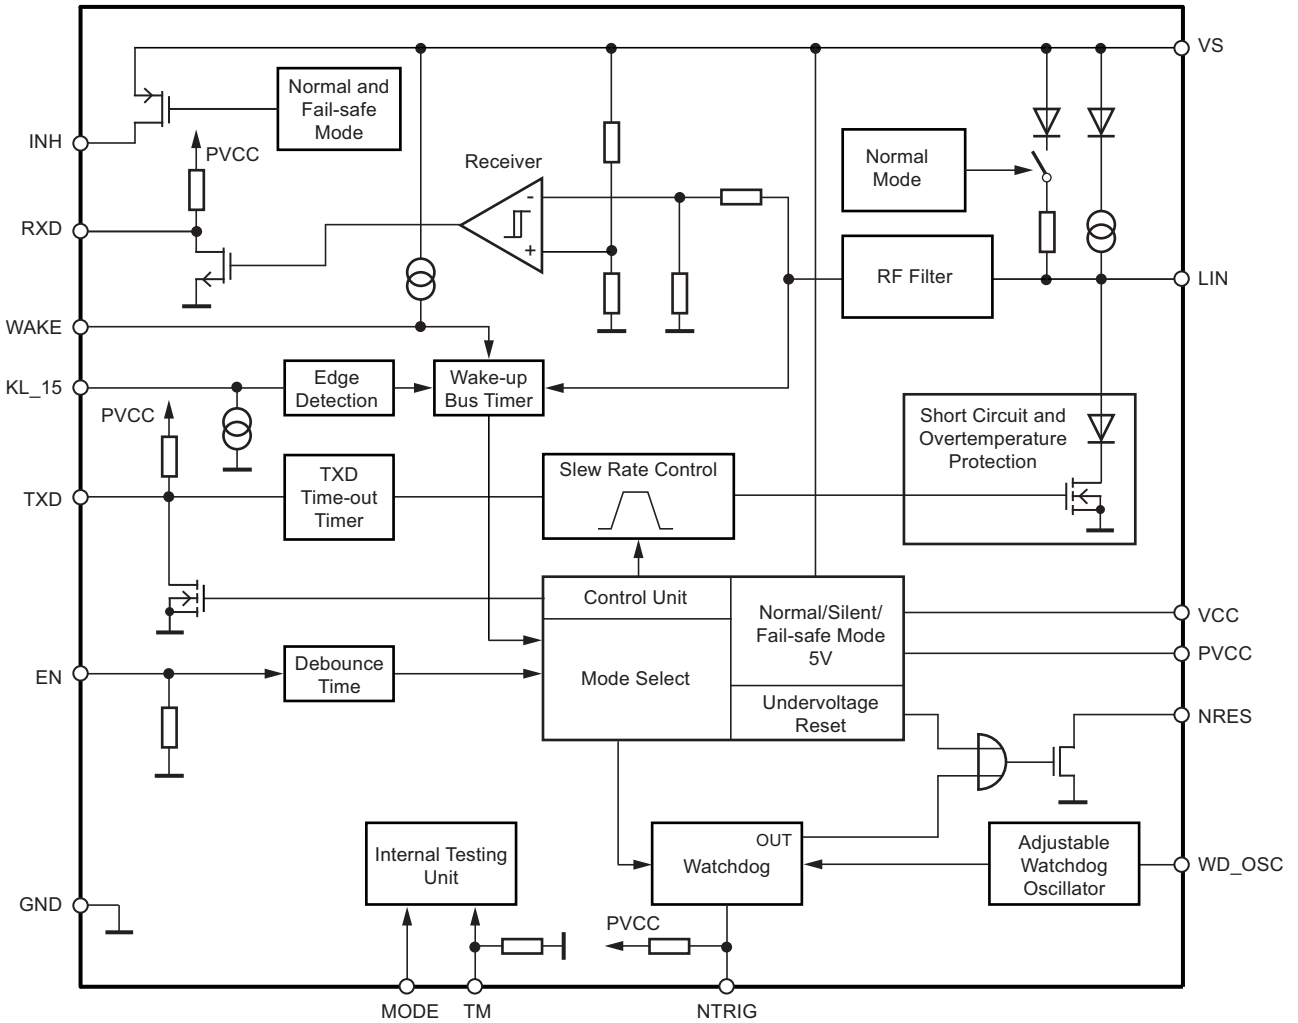 VS
Normal and
Fail-safe
Mode
INH
PVCC
Receiver
Normal
Mode
-
+
RXD
RF Filter
LIN
WAKE
KL_15
Edge
Detection
Wake-up
Bus Timer
PVCC
Short Circuit and
Overtemperature
Protection
TXD
TXD
Time-out
Timer
Slew Rate Control
Control Unit
Normal/Silent/
Fail-safe Mode
5V
VCC
PVCC
EN
Debounce
Time
Mode Select
Undervoltage
Reset
NRES
Internal Testing
Unit
OUT
Watchdog
Adjustable
Watchdog
Oscillator
WD_OSC
GND
PVCC
MODE
TM
NTRIG